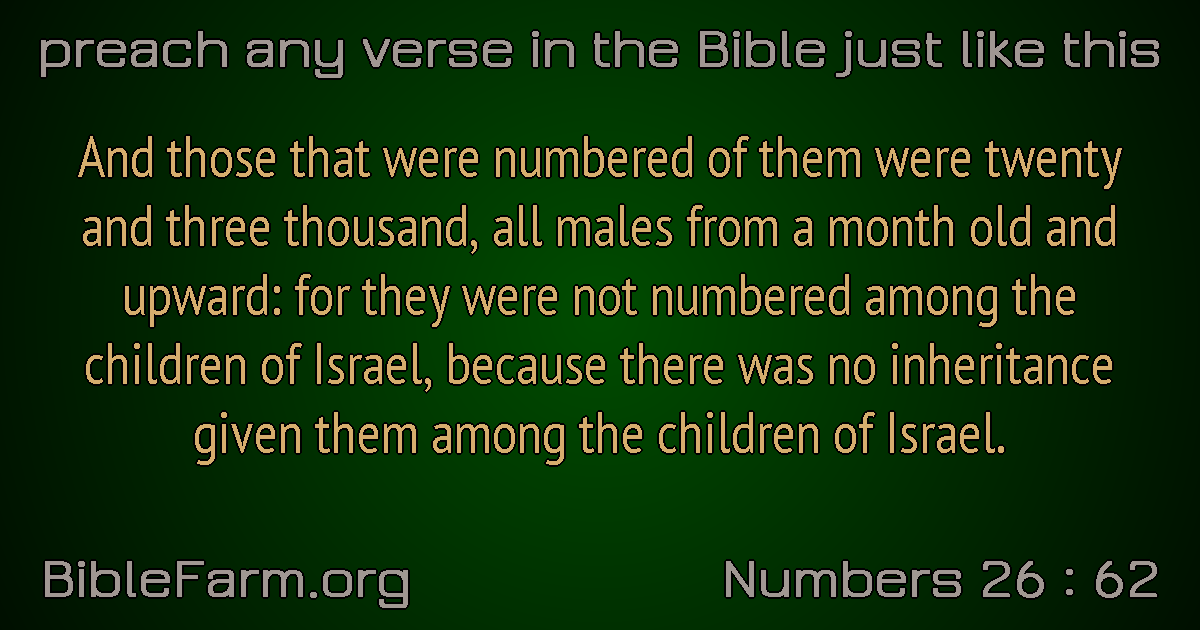 preach any verse in the Bible just like this
And those that were numbered of them were twenty
and three thousand, all males from a month old and
upward: for they were not numbered among the
children of Israel, because there was no inheritance
given them among the children of Israel.
BibleFarm.org
Numbers 26 : 62